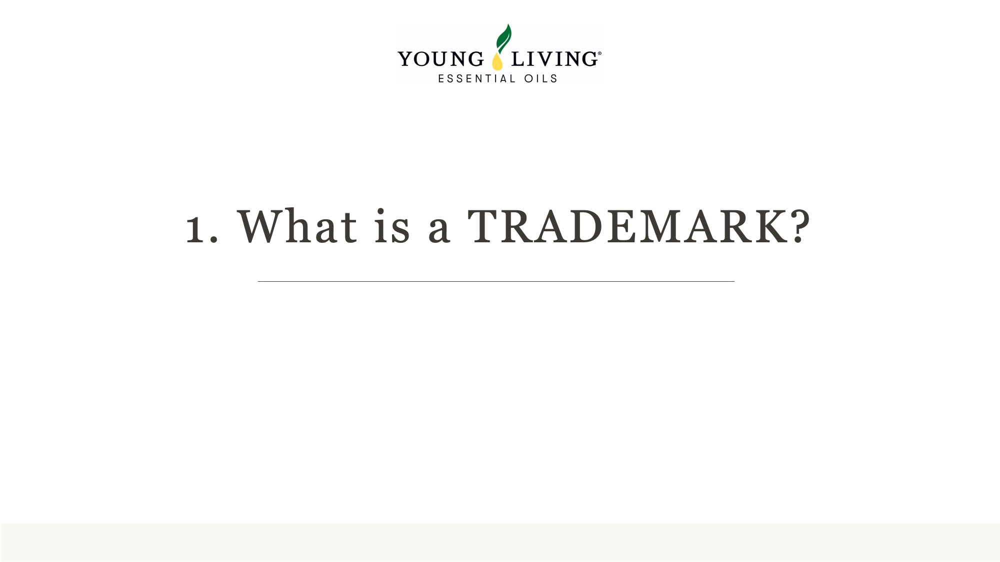 YOUNG LIVING®
ESSENTIAL OILS
1. What is a TRADEMARK?